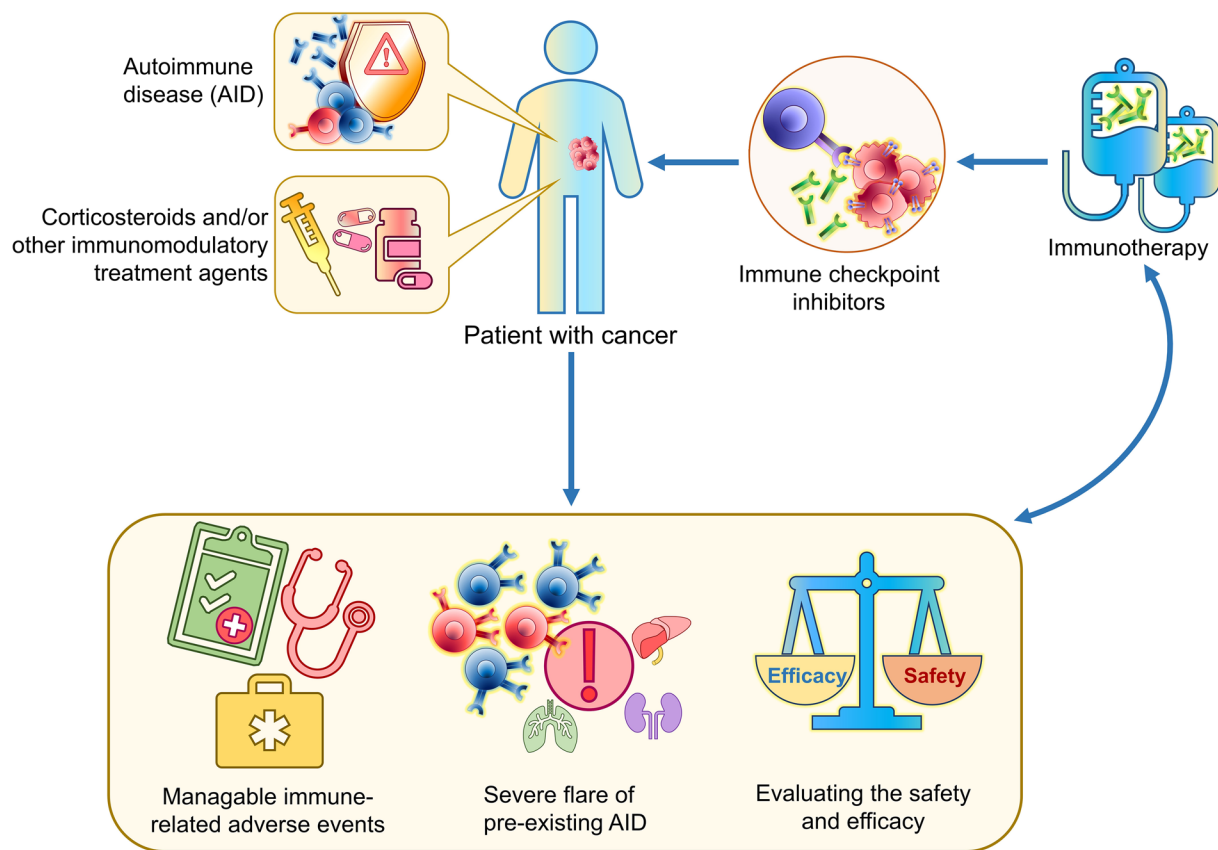 Autoimmune
disease (AID)
Corticosteroids and/or
other immunomodulatory
treatment agents
Patient with cancer
Immune checkpoint
inhibitors
Immunotherapy
Efficacy
Safety
Managable immune-
related adverse events
Severe flare of
pre-existing AID
Evaluating the safety
and efficacy